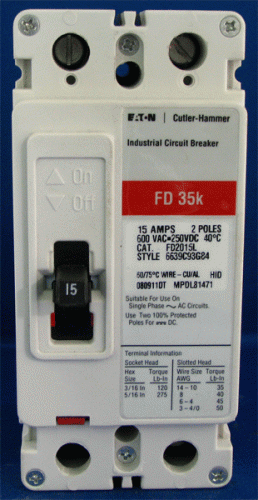 EATON | Cutler-Hammer
Industrial Circuit Breaker
FD 35k
On
Off
15
15 AMPS 2 POLES
600 VAC•250VDC 40°C
CAT. FD2015L
STYLE 6639C93G84
60/75°C WIRE-CU/AL HID
080911DT MPDL81471
Suitable For Use On
Single Phase ~ AC Circuits.
Use Two 100% Protected
Poles For DC.
Terminal Information
Socket Head
Hex Torque
Size Lb-In
3/16 In 120
5/16 In 275
Slotted Head
Wire Size Torque
AWG Lb-In
14-10 35
8 40
6-4 45
3-4/0 50